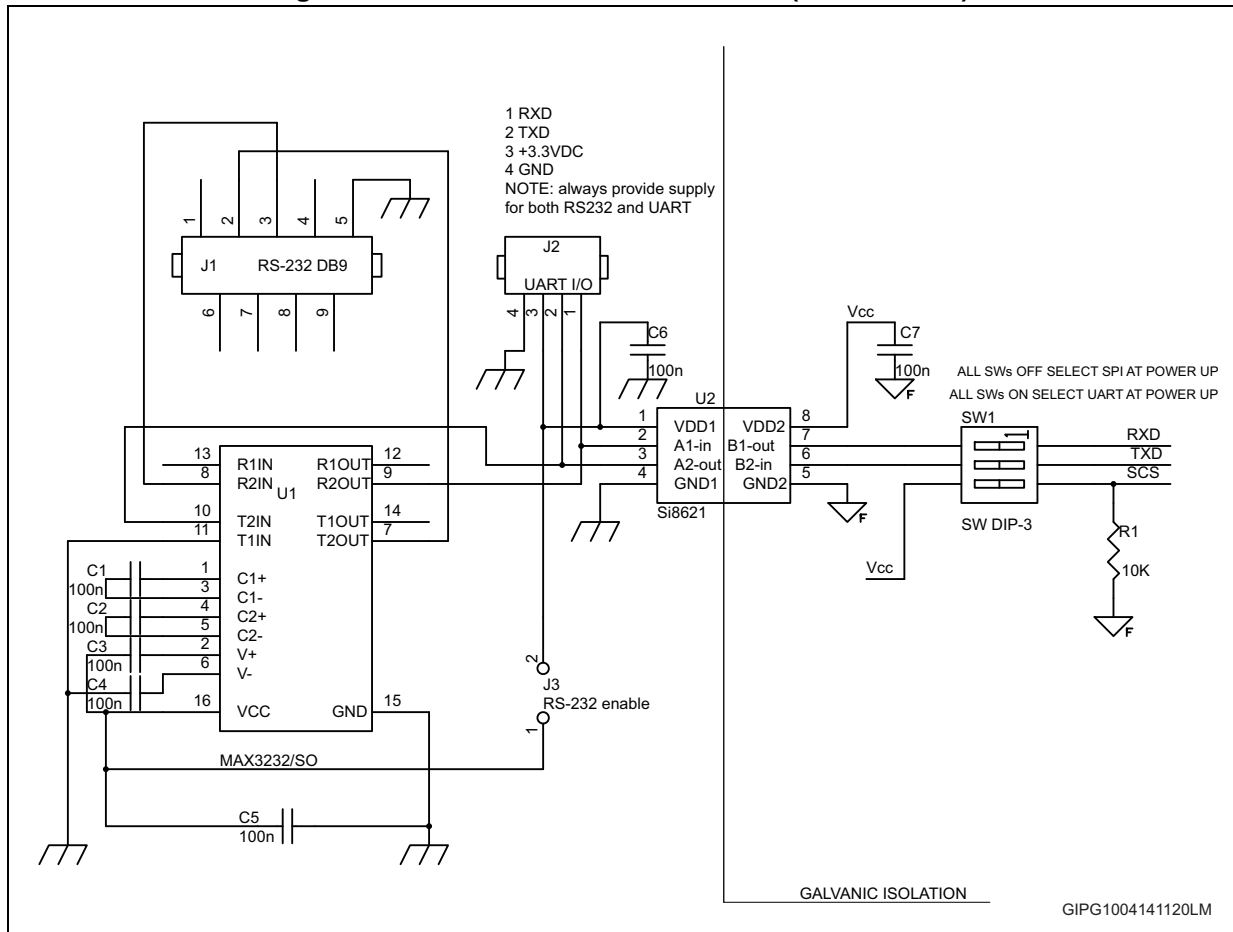 1 RXD
2 TXD
3 +3.3VDC
4 GND
NOTE: always provide supply
for both RS232 and UART
1
2
3
4
5
J1 RS-232 DB9
6
7
8
9
J2
UART I/O
4
3
2
1
C6
100n
Vcc
C7
100n
F
ALL SWs OFF SELECT SPI AT POWER UP
ALL SWs ON SELECT UART AT POWER UP
U2
1 VDD1 VDD2 8
2 A1-in B1-out 7
3 A2-out B2-in 6
4 GND1 GND2 5
Si8621
F
SW1
1
RXD
TXD
SCS
SW DIP-3
Vcc
R1
10K
F
13 R1IN R1OUT 12
8 R2IN R2OUT 9
U1
10 T2IN T1OUT 14
11 T1IN T2OUT 7
C1
100n
1 C1+
3 C1-
C2
100n
4 C2+
5 C2-
C3
100n
2 V+
6 V-
C4
100n
16 VCC GND 15
MAX3232/SO
2
J3
RS-232 enable
1
C5
100n
GALVANIC ISOLATION
GIPG1004141120LM